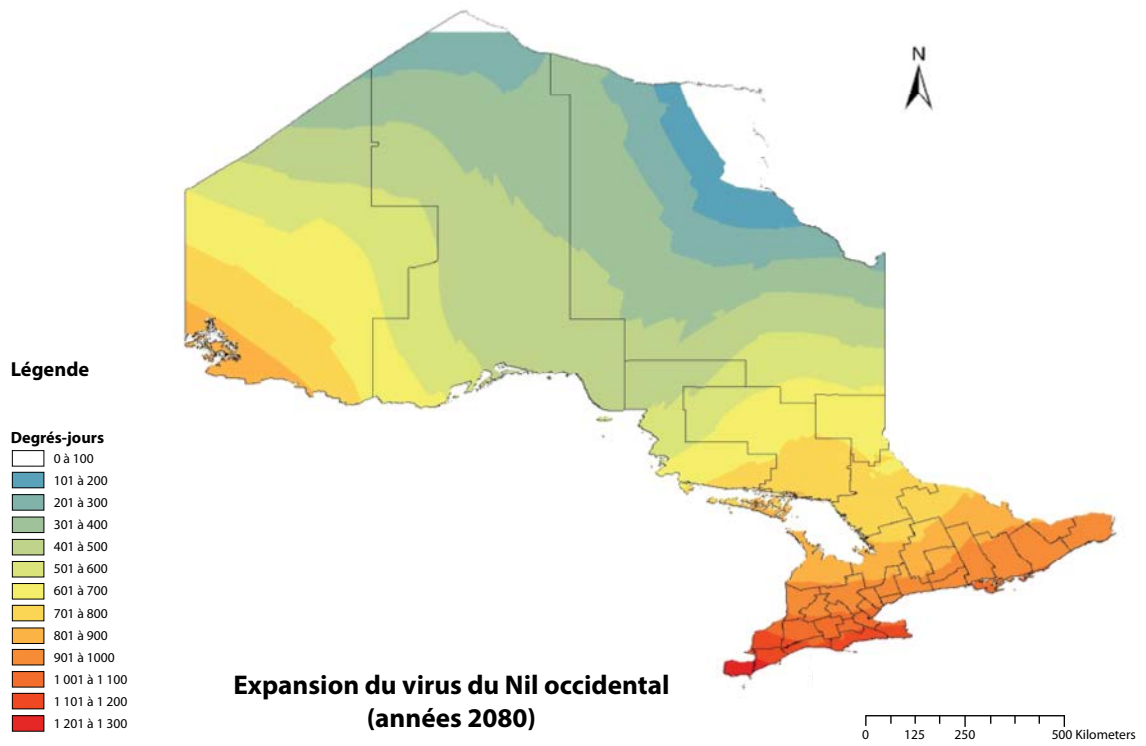 N
Légende
Degrés-jours
0 à 100
101 à 200
201 à 300
301 à 400
401 à 500
501 à 600
601 à 700
701 à 800
801 à 900
901 à 1000
1 001 à 1 100
1 101 à 1 200
1 201 à 1 300
Expansion du virus du Nil occidental
(années 2080)
0 125 250 500 Kilometers